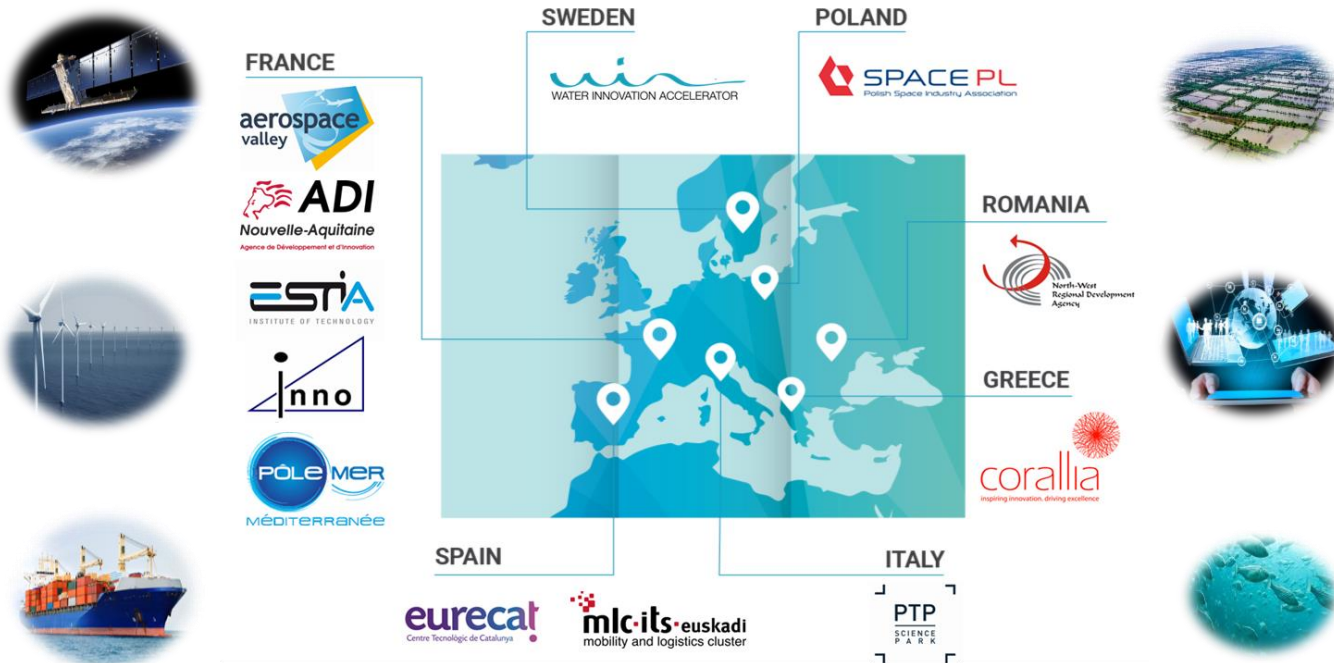 SWEDEN
WATER INNOVATION ACCELERATOR
POLAND
SPACE PL
Polish Space Industry Association
FRANCE
aerospace
valley
ADI
Nouvelle-Aquitaine
Agence de Développement et d'Innovation
ESTIA
INSTITUTE OF TECHNOLOGY
inno
PÔLE MER
MÉDITERRANÉE
ROMANIA
North-West
Regional Development
Agency
GREECE
corallia
inspiring innovation, driving excellence
SPAIN
eurecat
Centre Tecnològic de Catalunya
mlc·its·euskadi
mobility and logistics cluster
ITALY
PTP
SCIENCE
PARK